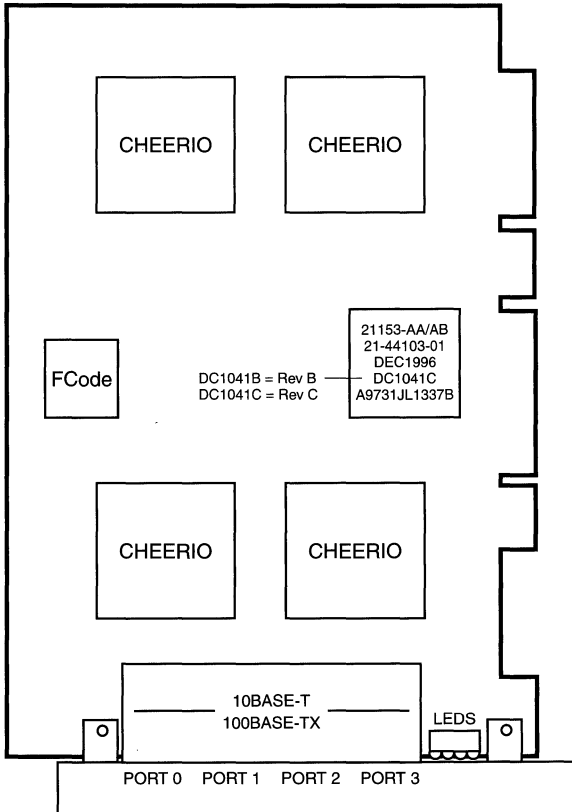 CHEERIO CHEERIO
FCode
21153-AA/AB
21-44103-01
DEC1996
DC1041C
A9731JL1337B
DC1041B = Rev B
DC1041C = Rev C
CHEERIO CHEERIO
10BASE-T
100BASE-TX
LEDS
PORT 0 PORT 1 PORT 2 PORT 3